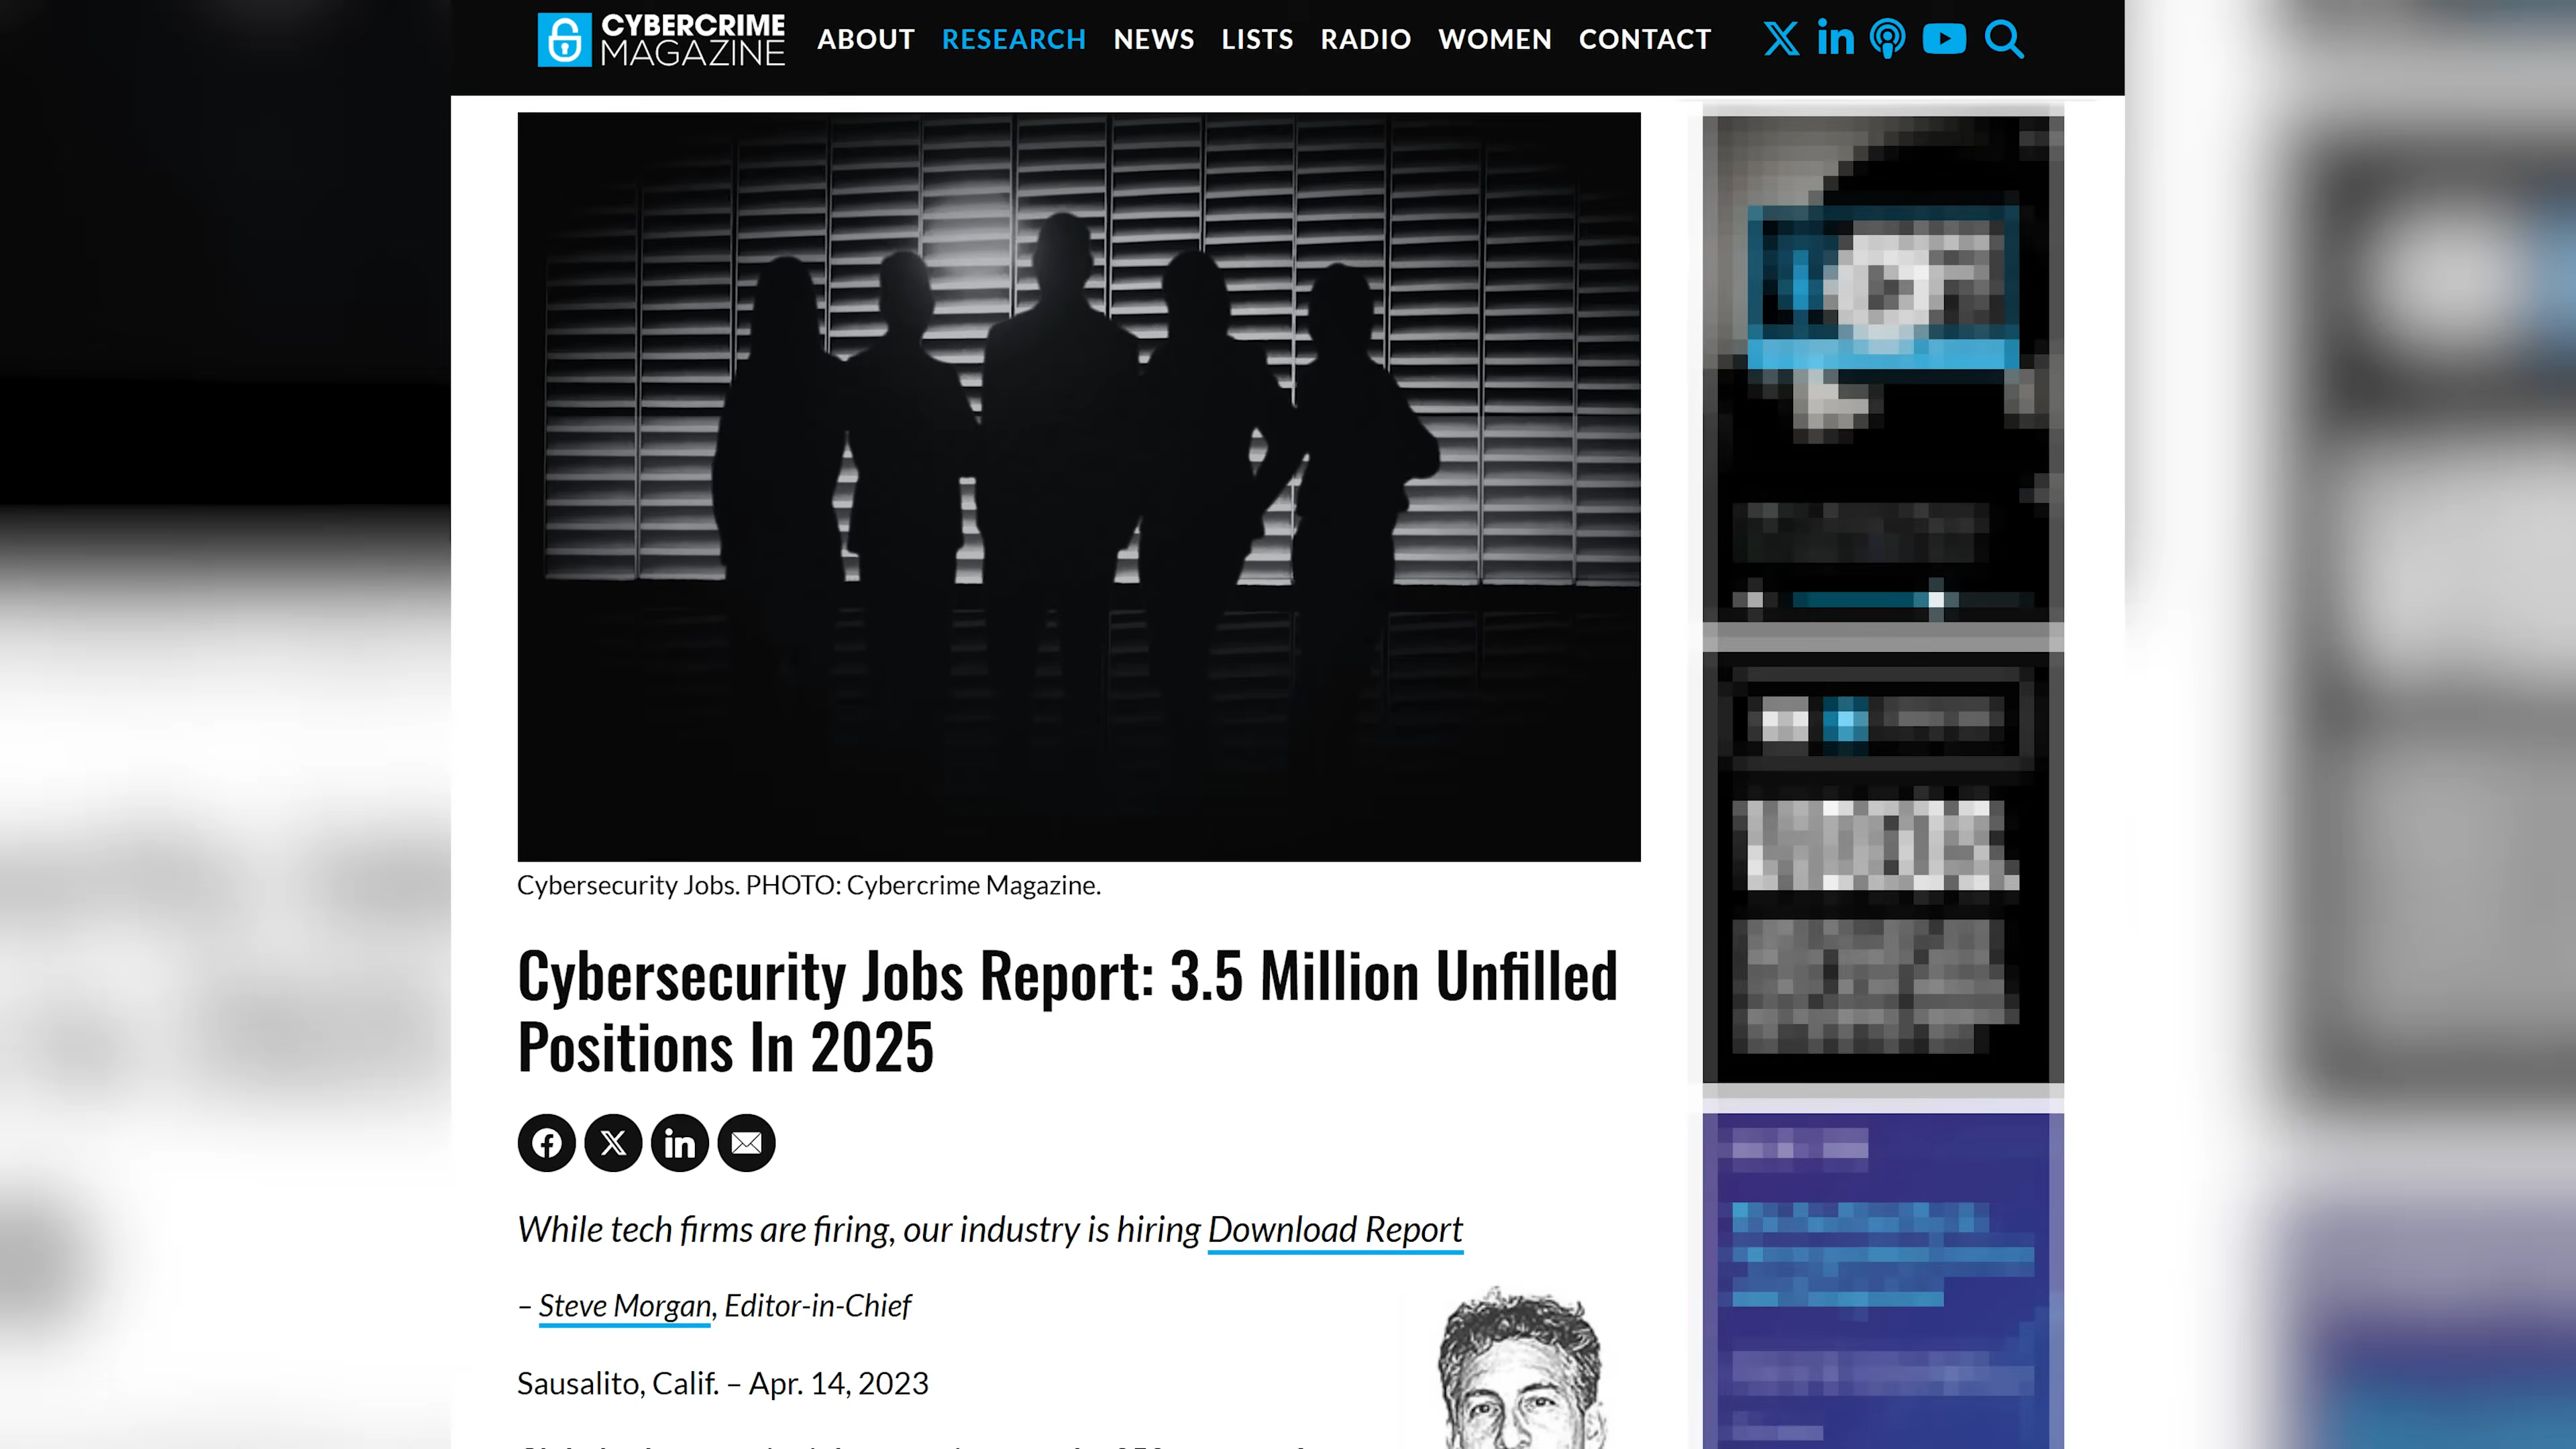 CYBERCRIME
MAGAZINE
ABOUT RESEARCH NEWS LISTS RADIO WOMEN CONTACT
Cybersecurity Jobs. PHOTO: Cybercrime Magazine.
Cybersecurity Jobs Report: 3.5 Million Unfilled
Positions In 2025
While tech firms are firing, our industry is hiring Download Report
– Steve Morgan, Editor-in-Chief
Sausalito, Calif. – Apr. 14, 2023